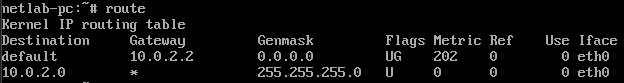 netlab-pc:~# route
Kernel IP routing table
Destination Gateway Genmask Flags Metric Ref Use Iface
default 10.0.2.2 0.0.0.0 UG 202 0 0 eth0
10.0.2.0 * 255.255.255.0 U 0 0 0 eth0